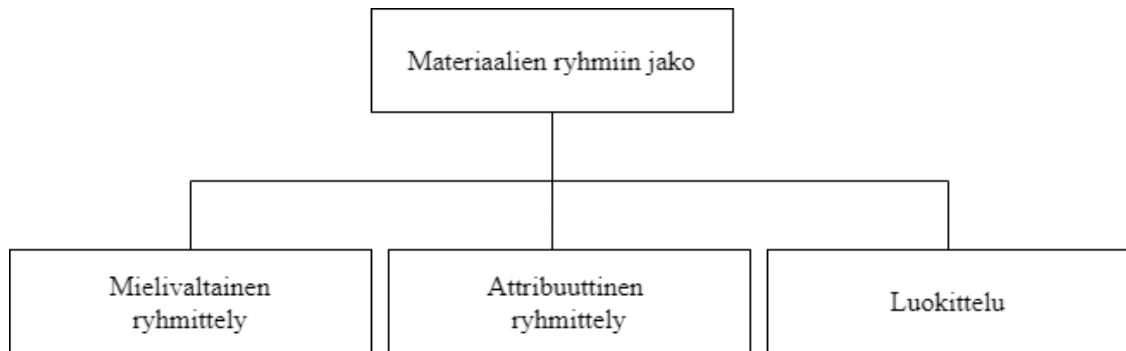 Materiaalien ryhmiin jako
Mielivaltainen
ryhmittely
Attribuuttinen
ryhmittely
Luokittelu